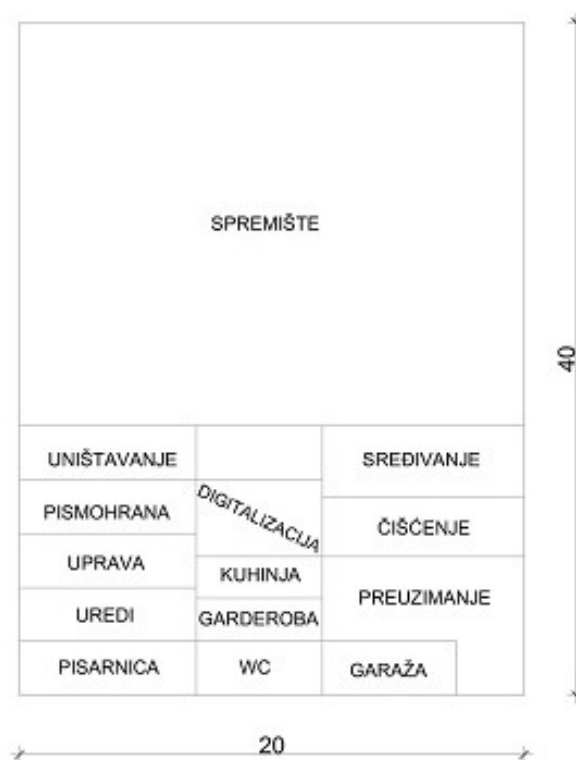 SPREMIŠTE
40
UNIŠTAVANJE
SREĐIVANJE
PISMOHRANA
DIGITALIZACIJA
ČIŠĆENJE
UPRAVA
KUHINJA
PREUZIMANJE
UREDI
GARDEROBA
PISARNICA
WC
GARAŽA
20